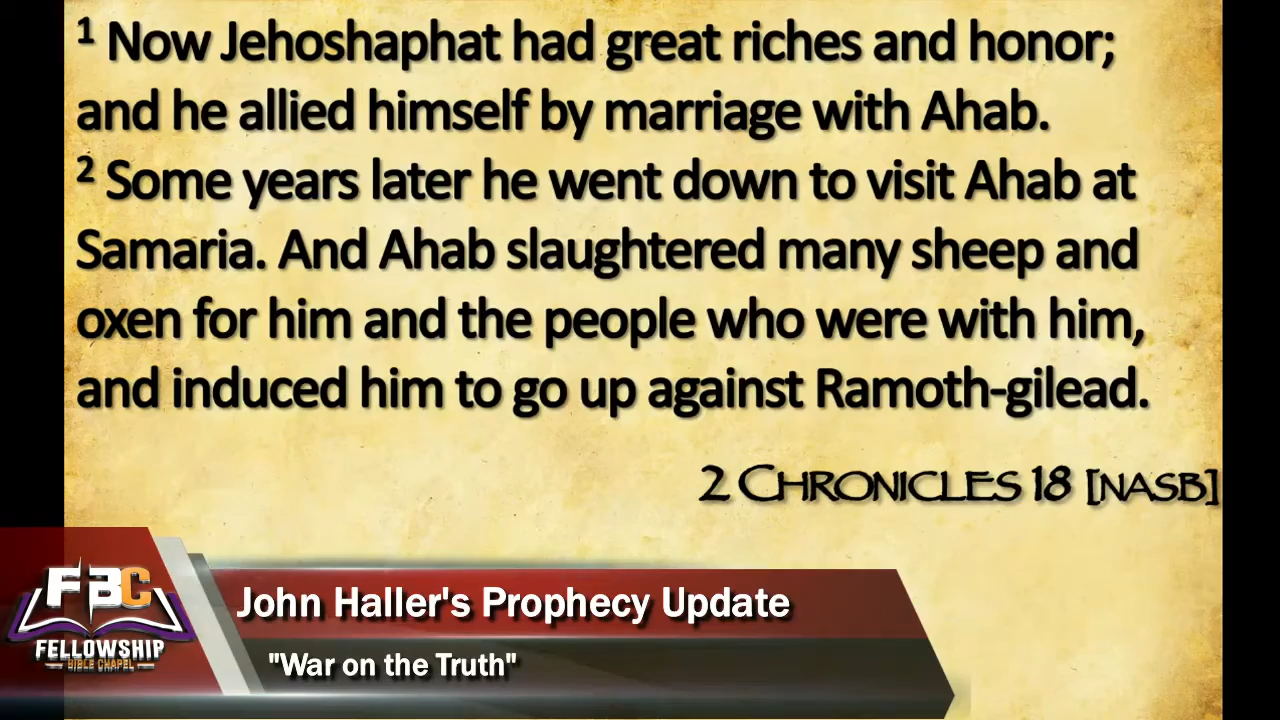 1 Now Jehoshaphat had great riches and honor;
and he allied himself by marriage with Ahab.
2 Some years later he went down to visit Ahab at
Samaria. And Ahab slaughtered many sheep and
oxen for him and the people who were with him,
and induced him to go up against Ramoth-gilead.
2 CHRONICLES 18 [NASB]
FBC
FELLOWSHIP
BIBLE CHAPEL
John Haller's Prophecy Update
"War on the Truth"